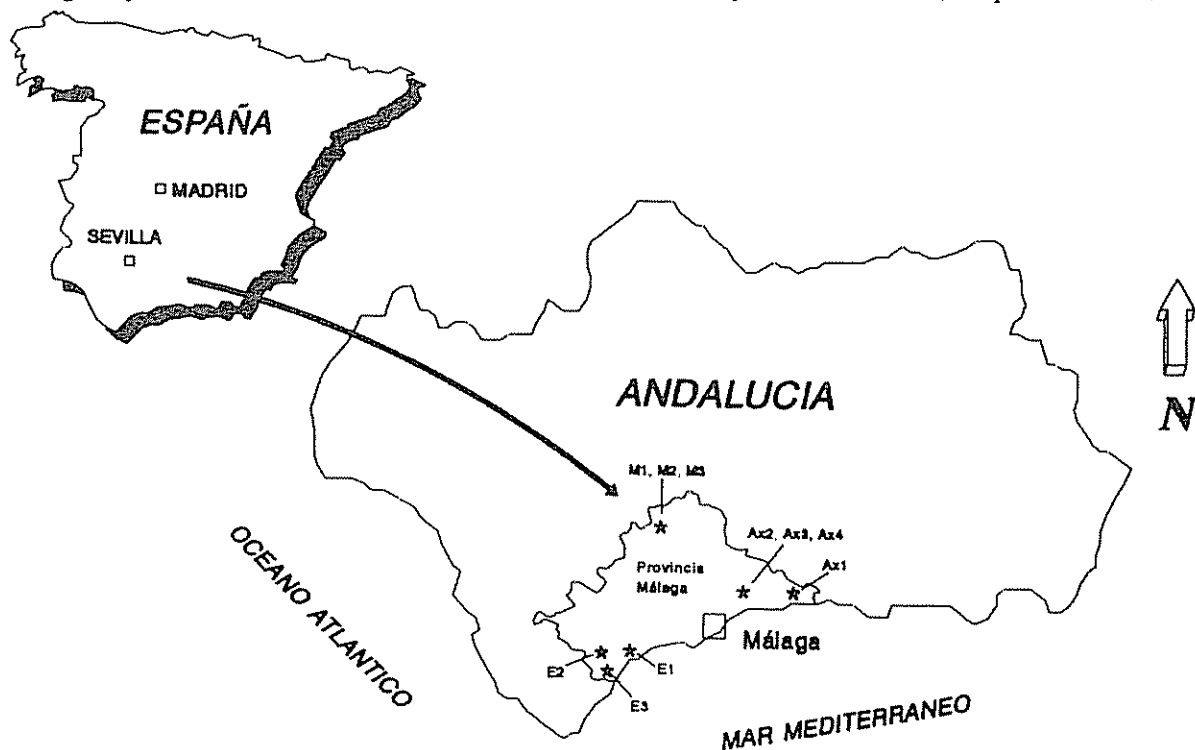 ESPAÑA
MADRID
SEVILLA
ANDALUCIA
N
M1, M2, M3
Ax2, Ax3, Ax4
Ax1
Provincia
Málaga
Málaga
E2
E1
E3
OCEANO ATLANTICO
MAR MEDITERRANEO